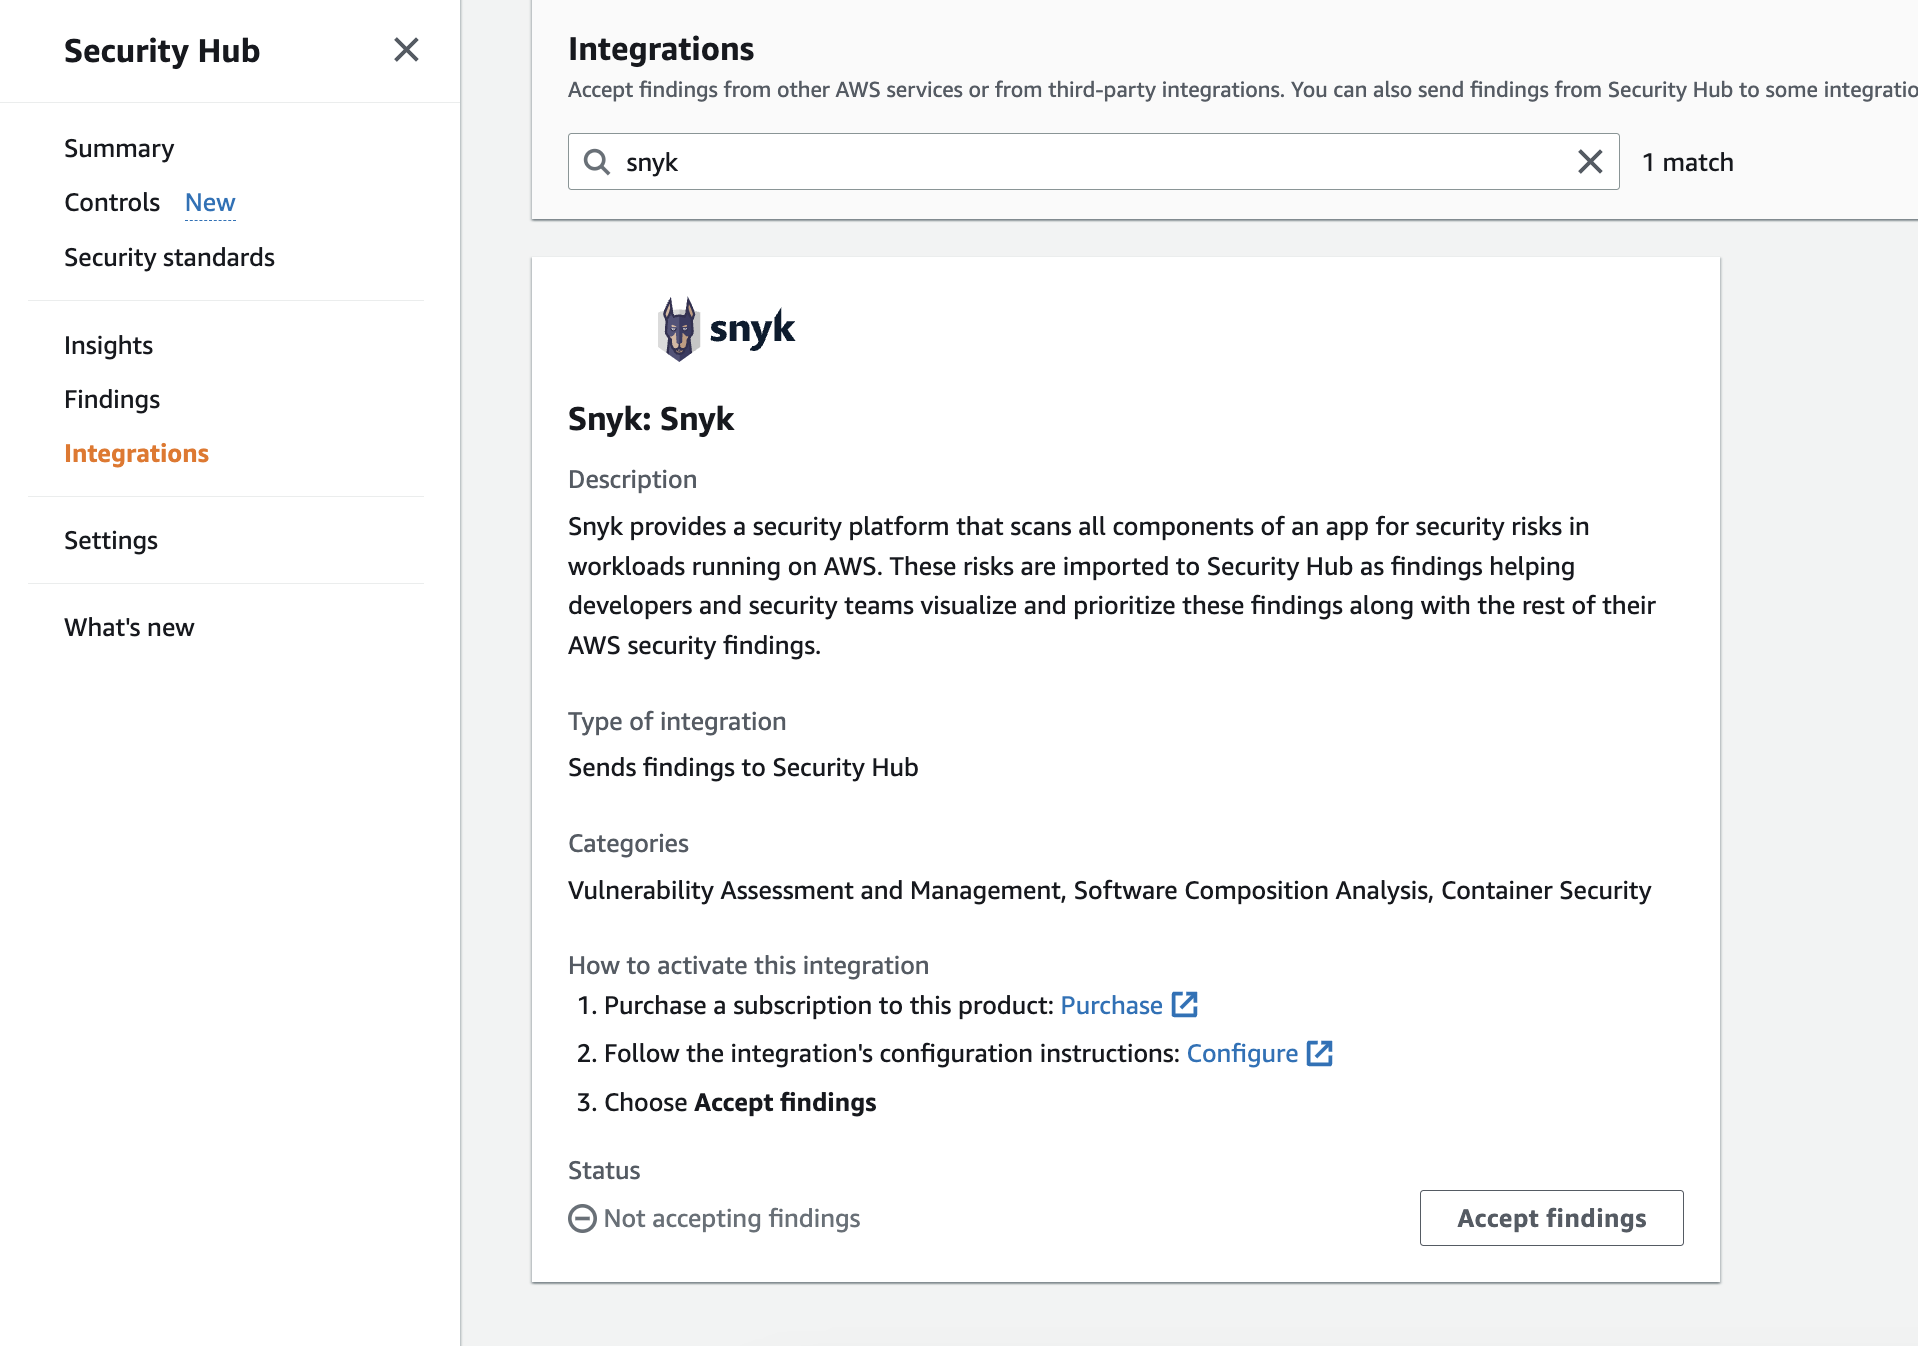 Security Hub
Summary
Controls New
Security standards
Insights
Findings
Integrations
Settings
What's new
Integrations
Accept findings from other AWS services or from third-party integrations. You can also send findings from Security Hub to some
snyk
1 match
snyk
Snyk: Snyk
Description
Snyk provides a security platform that scans all components of an app for security risks in
workloads running on AWS. These risks are imported to Security Hub as findings helping
developers and security teams visualize and prioritize these findings along with the rest of their
AWS security findings.
Type of integration
Sends findings to Security Hub
Categories
Vulnerability Assessment and Management, Software Composition Analysis, Container Security
How to activate this integration
1. Purchase a subscription to this product: Purchase
2. Follow the integration's configuration instructions: Configure
3. Choose Accept findings
Status
Not accepting findings
Accept findings